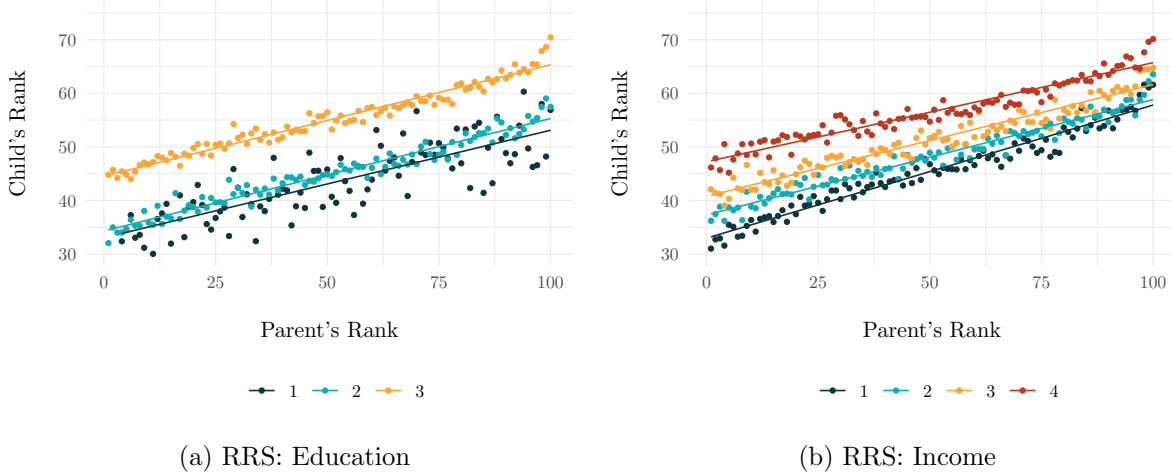 Child's Rank
70
60
50
40
30
0 25 50 75 100
Parent's Rank
1 2 3
(a) RRS: Education
Child's Rank
70
60
50
40
30
0 25 50 75 100
Parent's Rank
1 2 3 4
(b) RRS: Income